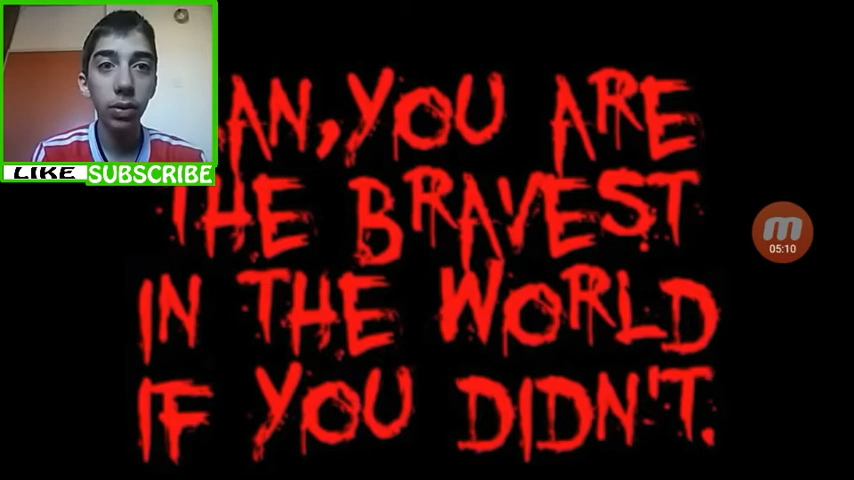 LIKE SUBSCRIBE
AN, YOU ARE
THE BRAVEST
IN THE WORLD
IF YOU DIDN'T.
05:10